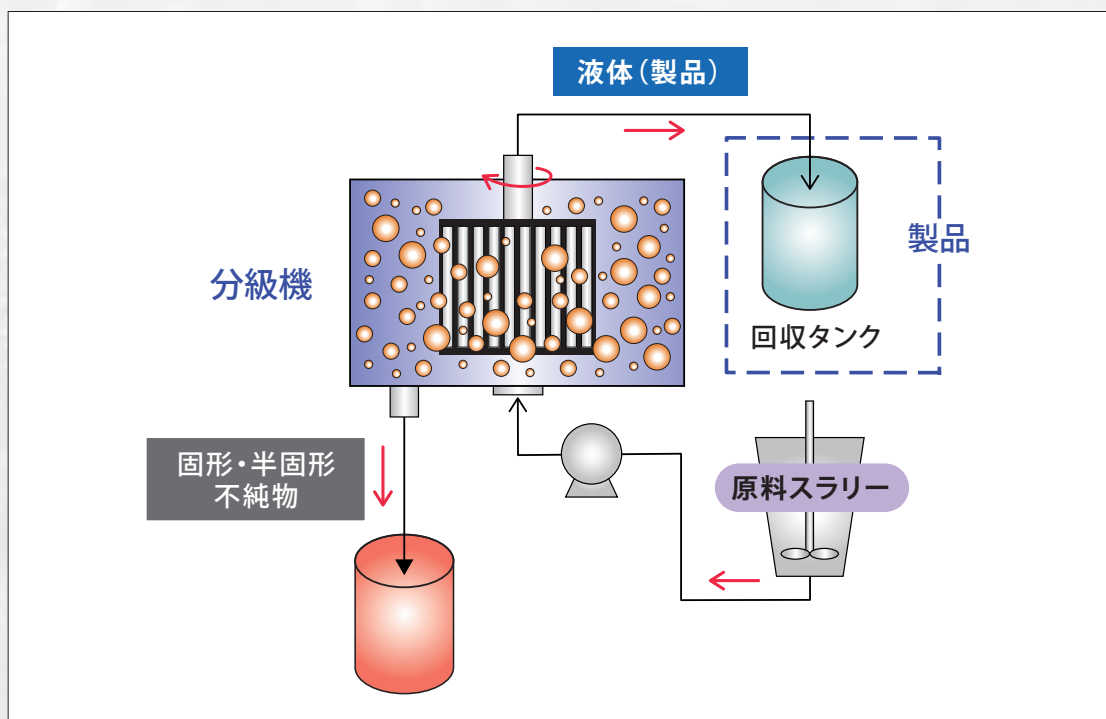 液体（製品）
分級機
製品
回収タンク
固形・半固形
不純物
原料スラリー